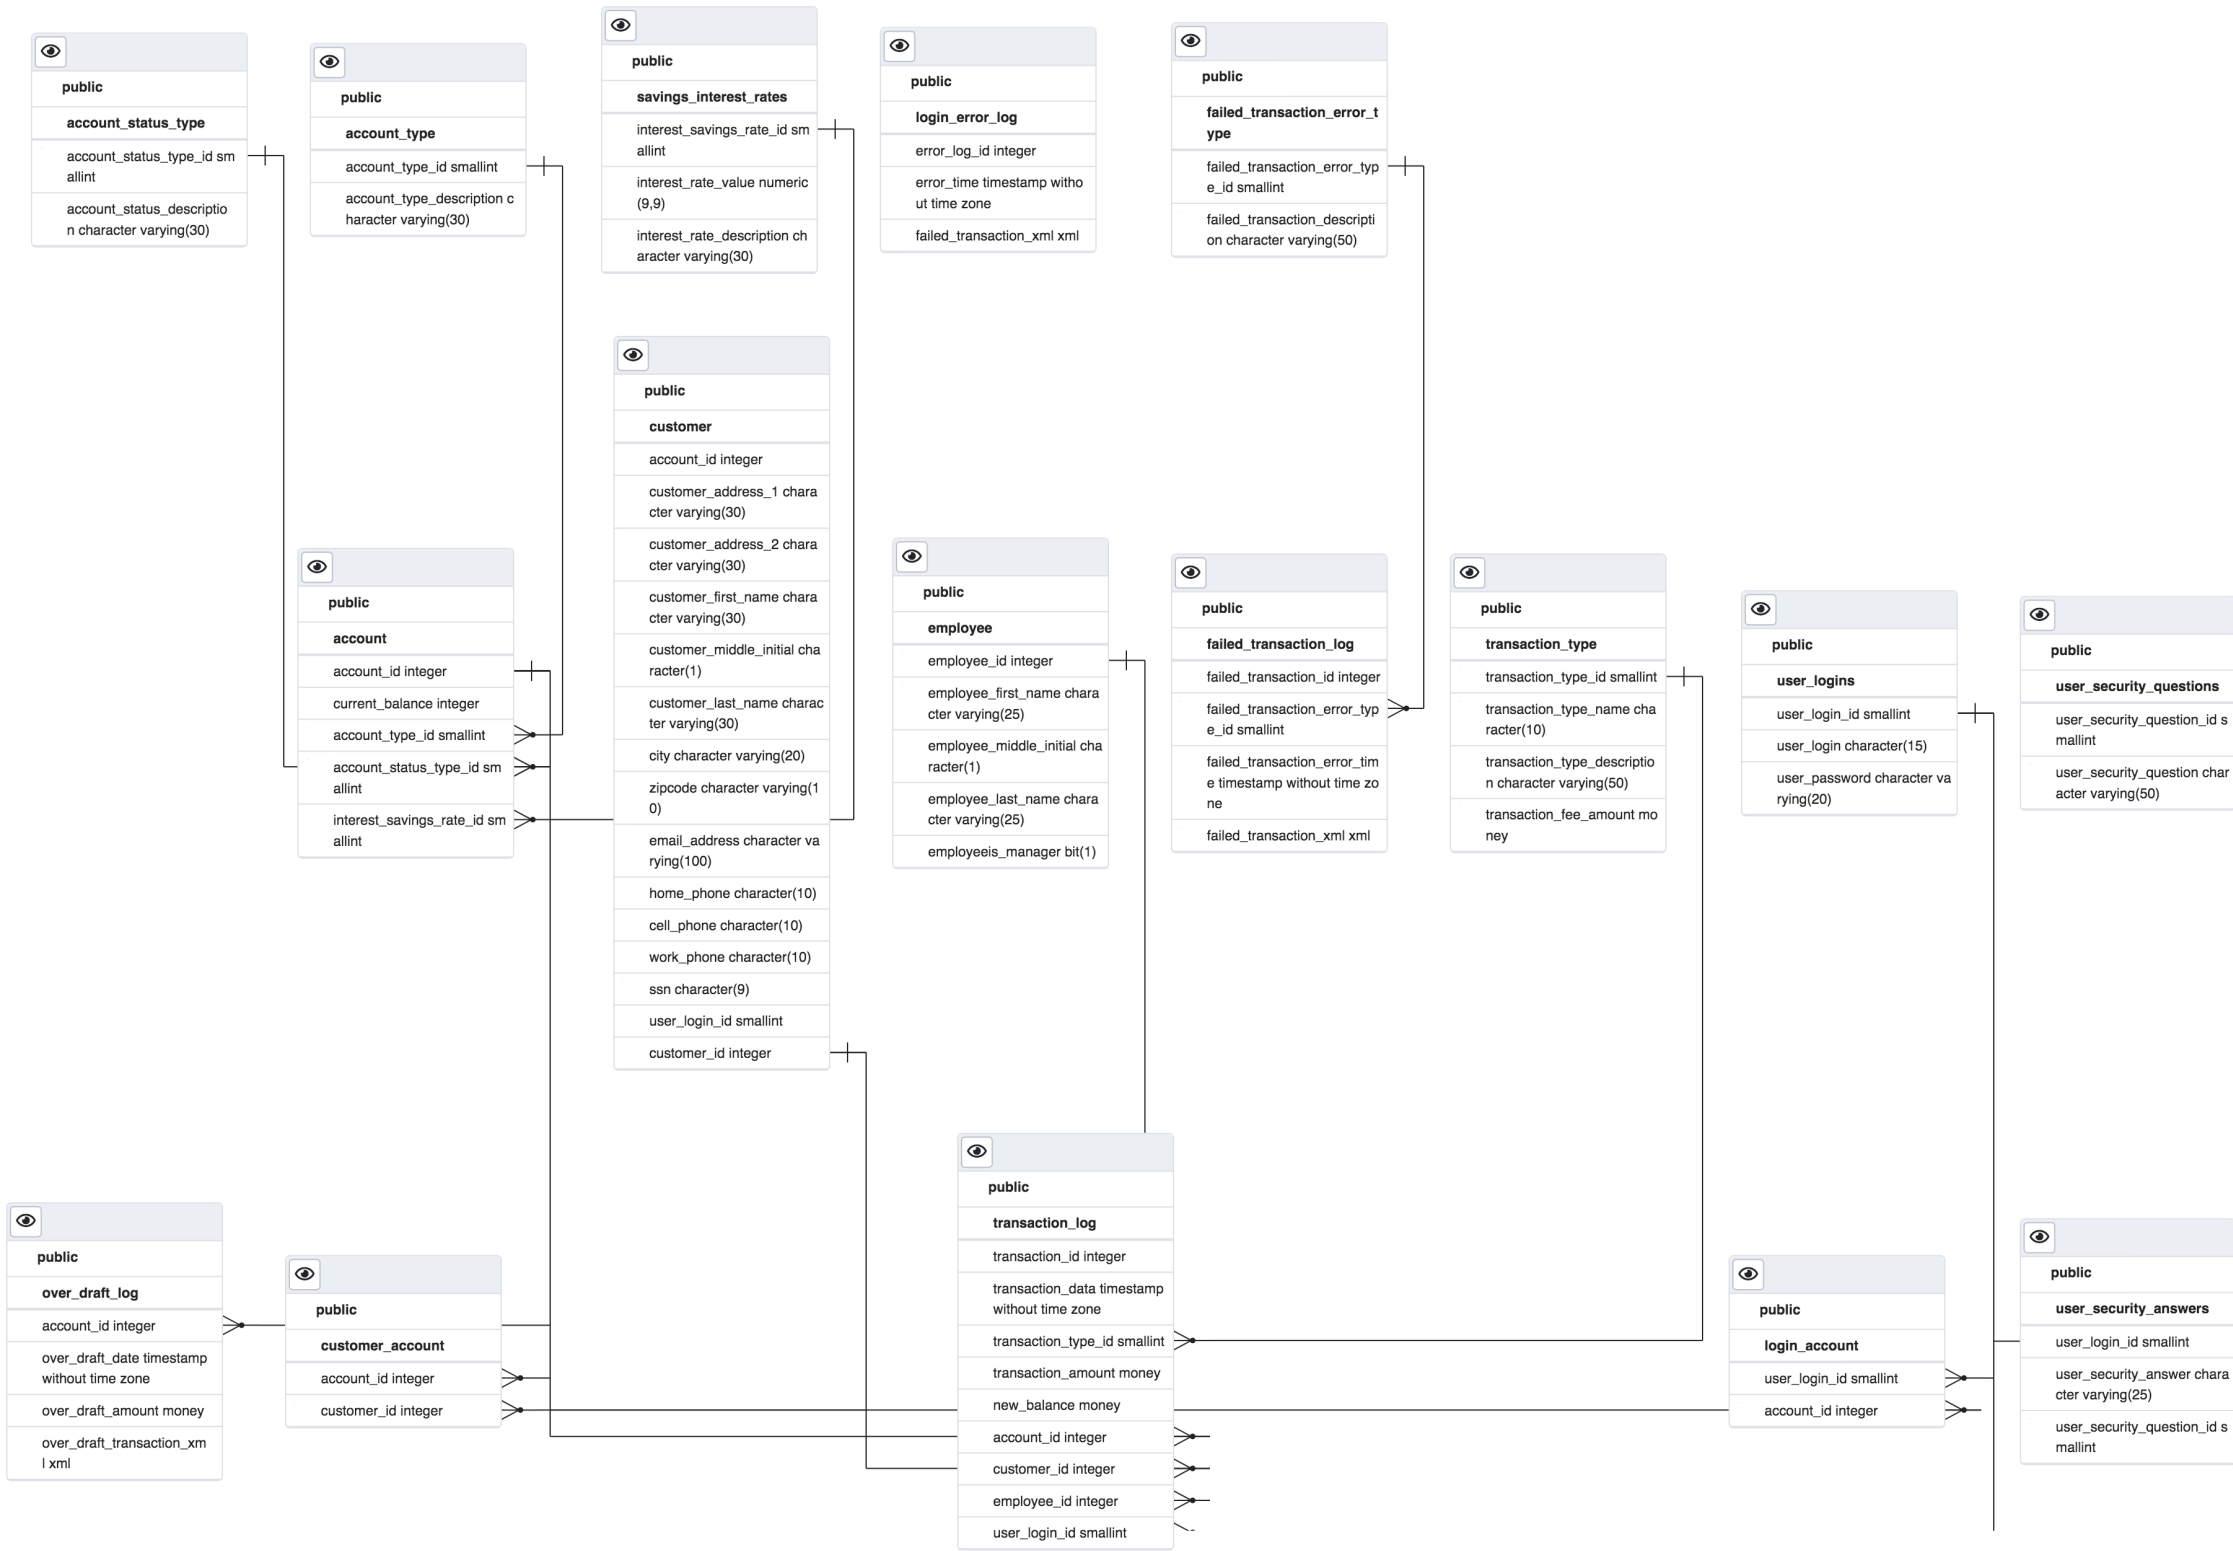 public
account_status_type
account_status_type_id sm
allint
account_status_descriptio
n character varying(30)
public
account_type
account_type_id smallint
account_type_description c
haracter varying(30)
public
savings_interest_rates
interest_savings_rate_id sm
allint
interest_rate_value numeric
(9,9)
interest_rate_description ch
aracter varying(30)
public
login_error_log
error_log_id integer
error_time timestamp witho
ut time zone
failed_transaction_xml xml
public
failed_transaction_error_t
ype
failed_transaction_error_typ
e_id smallint
failed_transaction_descripti
on character varying(50)
public
account
account_id integer
current_balance integer
account_type_id smallint
account_status_type_id sm
allint
interest_savings_rate_id sm
allint
public
customer
account_id integer
customer_address_1 chara
cter varying(30)
customer_address_2 chara
cter varying(30)
customer_first_name chara
cter varying(30)
customer_middle_initial cha
racter(1)
customer_last_name charac
ter varying(30)
city character varying(20)
zipcode character varying(1
0)
email_address character va
rying(100)
home_phone character(10)
cell_phone character(10)
work_phone character(10)
ssn character(9)
user_login_id smallint
customer_id integer
public
employee
employee_id integer
employee_first_name chara
cter varying(25)
employee_middle_initial cha
racter(1)
employee_last_name chara
cter varying(25)
employeeis_manager bit(1)
public
failed_transaction_log
failed_transaction_id integer
failed_transaction_error_typ
e_id smallint
failed_transaction_error_tim
e timestamp without time zo
ne
failed_transaction_xml xml
public
transaction_type
transaction_type_id smallint
transaction_type_name cha
racter(10)
transaction_type_descriptio
n character varying(50)
transaction_fee_amount mo
ney
public
user_logins
user_login_id smallint
user_login character(15)
user_password character va
rying(20)
public
user_security_questions
user_security_question_id s
mallint
user_security_question char
acter varying(50)
public
over_draft_log
account_id integer
over_draft_date timestamp
without time zone
over_draft_amount money
over_draft_transaction_xm
l xml
public
customer_account
account_id integer
customer_id integer
public
transaction_log
transaction_id integer
transaction_data timestamp
without time zone
transaction_type_id smallint
transaction_amount money
new_balance money
account_id integer
customer_id integer
employee_id integer
user_login_id smallint
public
login_account
user_login_id smallint
account_id integer
public
user_security_answers
user_login_id smallint
user_security_answer chara
cter varying(25)
user_security_question_id s
mallint